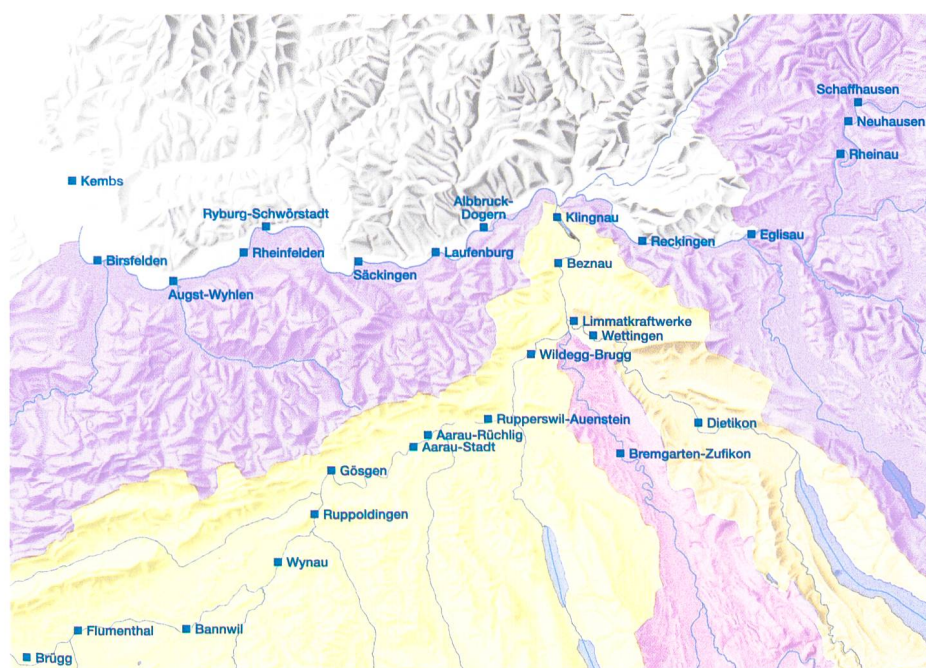 Schaffhausen
Neuhausen
Rheinau
Kembs
Albbruck-
Dogern
Ryburg-Schwörstadt
Klingnau
Eglisau
Reckingen
Rheinfelden
Laufenburg
Birsfelden
Säckingen
Beznau
Augst-Wyhlen
Limmatkraftwerke
Wettingen
Wildegg-Brugg
Rupperswil-Auenstein
Dietikon
Aarau-Rüchlig
Aarau-Stadt
Bremgarten-Zufikon
Gösgen
Ruppoldingen
Wynau
Flumenthal
Bannwil
Brügg